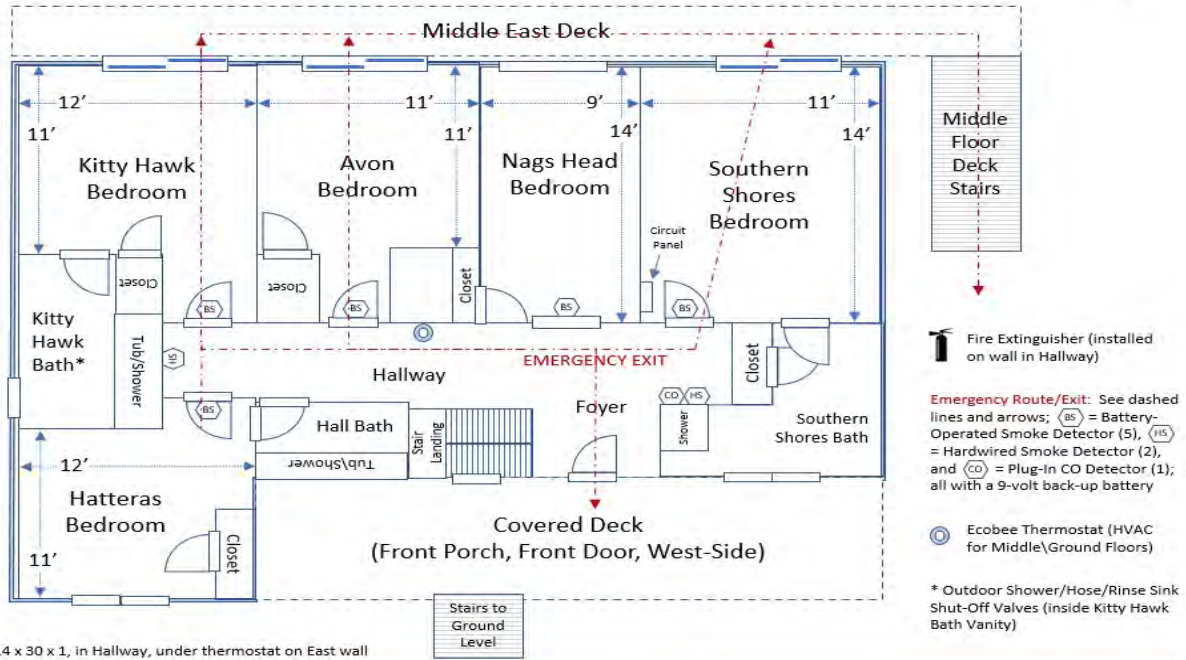 Middle East Deck
12'
11'
9'
11'
11'
11'
14'
14'
Kitty Hawk
Bedroom
Avon
Bedroom
Nags Head
Bedroom
Southern
Shores
Bedroom
Middle
Floor
Deck
Stairs
Circuit
Panel
Closet
Closet
Closet
BS
BS
BS
BS
Kitty
Hawk
Bath*
Tub/Shower
HS
EMERGENCY EXIT
Hallway
Closet
Foyer
CO
HS
BS
Hall Bath
Stair
Landing
Shower
Southern
Shores Bath
Tub\Shower
12'
Hatteras
Bedroom
11'
Closet
Covered Deck
(Front Porch, Front Door, West-Side)
Stairs to
Ground
Level
Fire Extinguisher (installed
on wall in Hallway)
Emergency Route/Exit: See dashed
lines and arrows; BS = Battery-
Operated Smoke Detector (5), HS
= Hardwired Smoke Detector (2),
and CO = Plug-In CO Detector (1);
all with a 9-volt back-up battery
Ecobee Thermostat (HVAC
for Middle\Ground Floors)
* Outdoor Shower/Hose/Rinse Sink
Shut-Off Valves (inside Kitty Hawk
Bath Vanity)
4 x 30 x 1, in Hallway, under thermostat on East wall